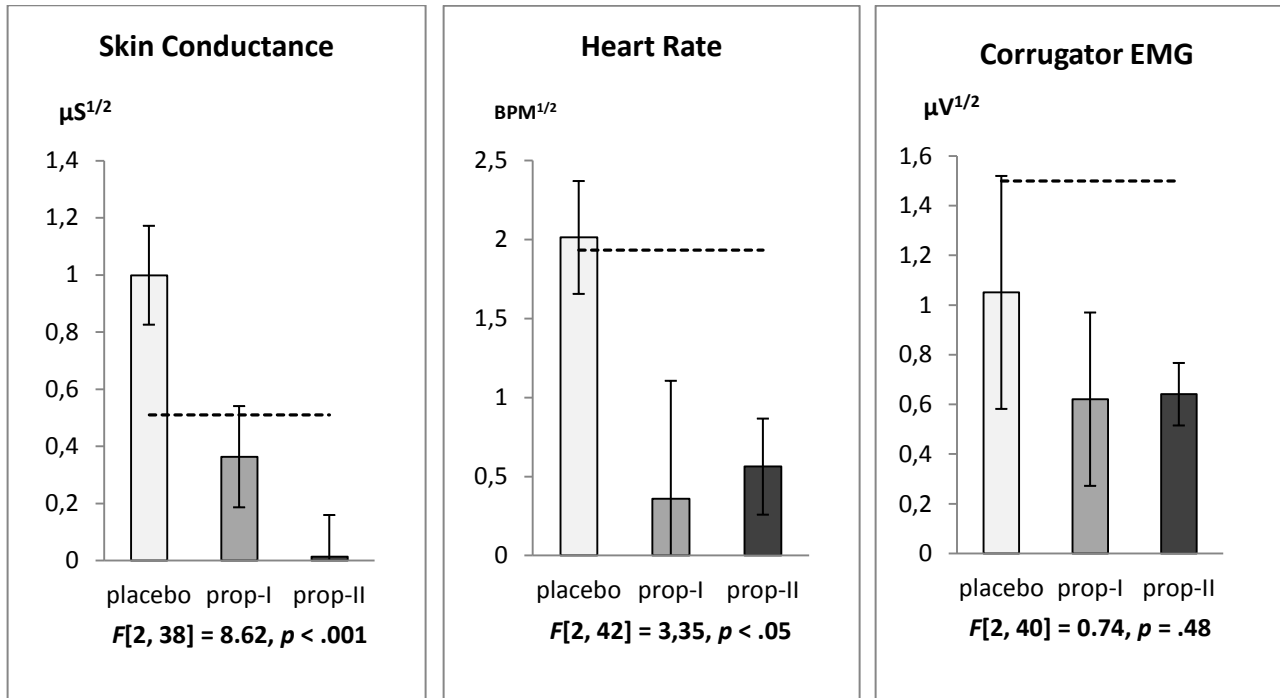 Skin Conductance
µS1/2
1,4
1,2
1
0,8
0,6
0,4
0,2
0
placebo prop-I prop-II
F[2, 38] = 8.62, p < .001
Heart Rate
BPM1/2
2,5
2
1,5
1
0,5
0
placebo prop-I prop-II
F[2, 42] = 3,35, p < .05
Corrugator EMG
µV1/2
1,6
1,4
1,2
1
0,8
0,6
0,4
0,2
0
placebo prop-I prop-II
F[2, 40] = 0.74, p = .48